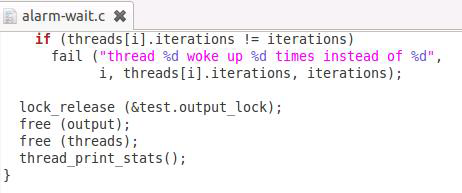 alarm-wait.c
if (threads[i].iterations != iterations)
fail ("thread %d woke up %d times instead of %d",
i, threads[i].iterations, iterations);
lock_release (&test.output_lock);
free (output);
free (threads);
thread_print_stats();
}